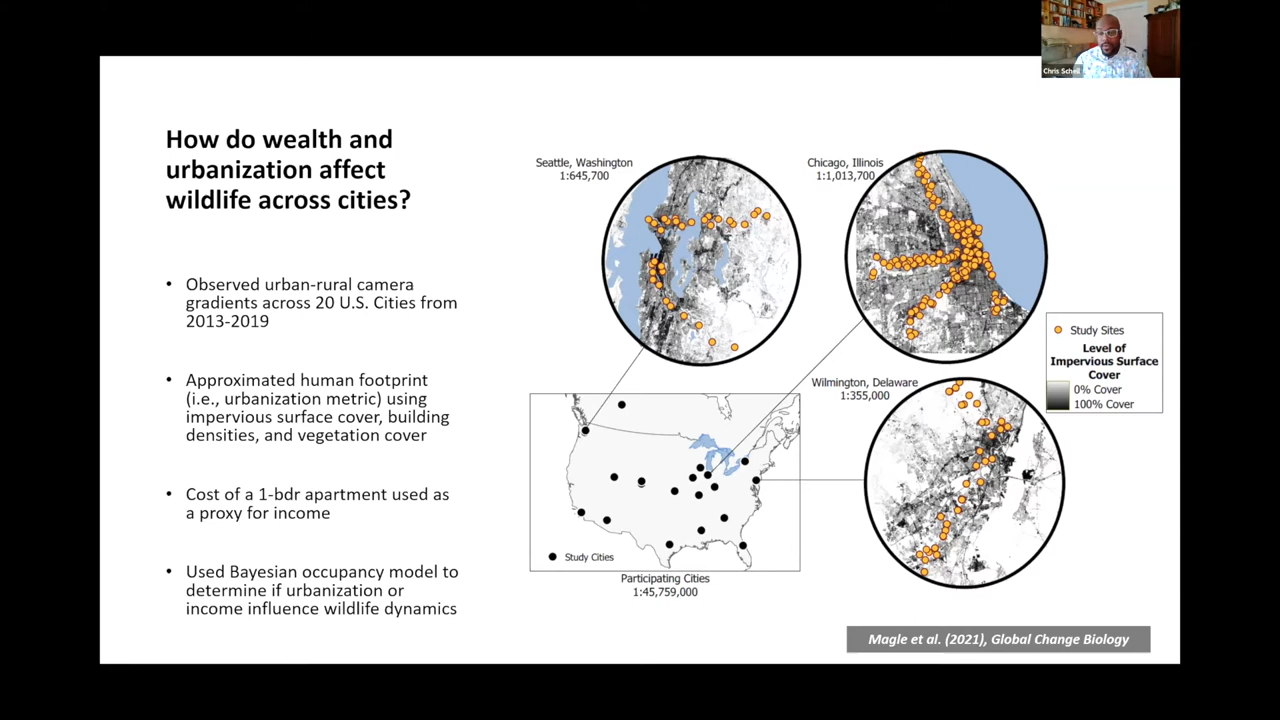 Chris Schell
How do wealth and
urbanization affect
wildlife across cities?
• Observed urban-rural camera
gradients across 20 U.S. Cities from
2013-2019
• Approximated human footprint
(i.e., urbanization metric) using
impervious surface cover, building
densities, and vegetation cover
• Cost of a 1-bdr apartment used as
a proxy for income
• Used Bayesian occupancy model to
determine if urbanization or
income influence wildlife dynamics
Seattle, Washington
1:645,700
Chicago, Illinois
1:1,013,700
Study Sites
Level of
Impervious Surface
Cover
0% Cover
100% Cover
Wilmington, Delaware
1:355,000
Study Cities
Participating Cities
1:45,759,000
Magle et al. (2021), Global Change Biology